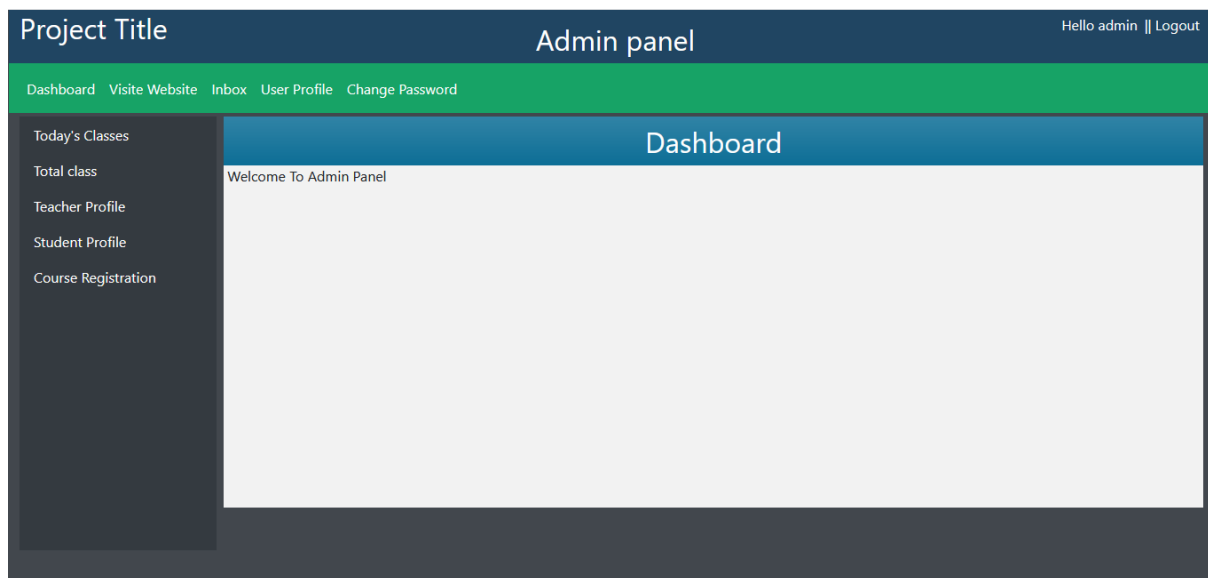 Project Title
Admin panel
Hello admin || Logout
Dashboard Visite Website Inbox User Profile Change Password
Today's Classes
Total class
Teacher Profile
Student Profile
Course Registration
Dashboard
Welcome To Admin Panel